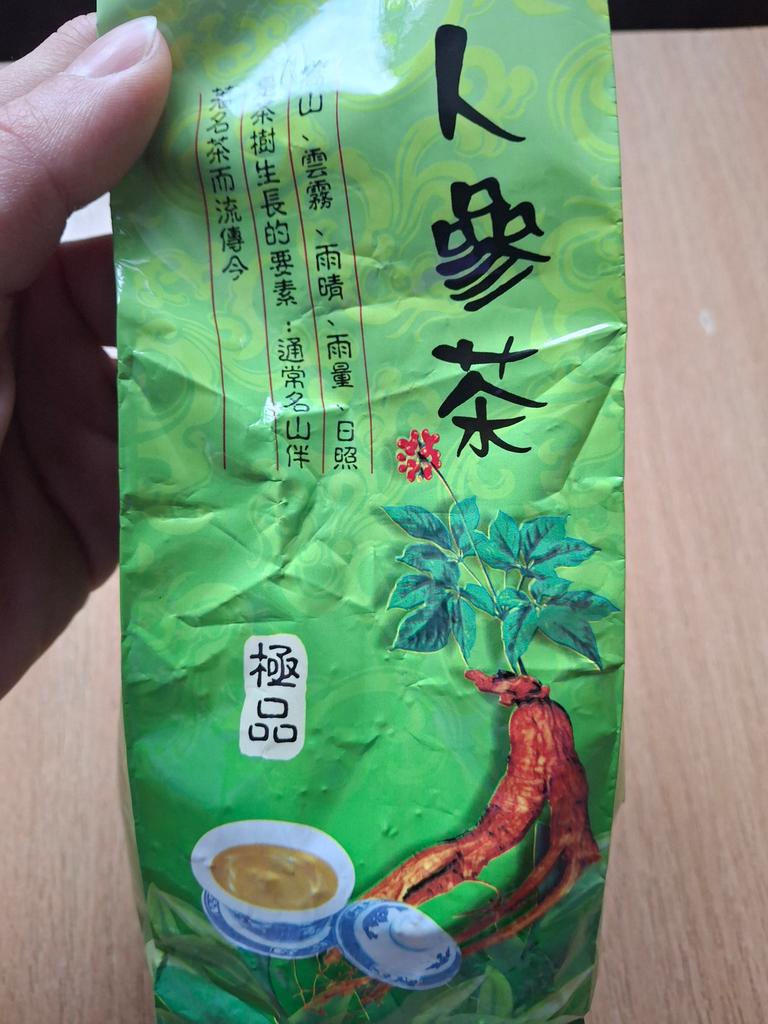 人參茶
山、雲霧、雨晴、雨量、日照
是茶樹生長的要素：通常名山伴
著名茶而流傳今
極品